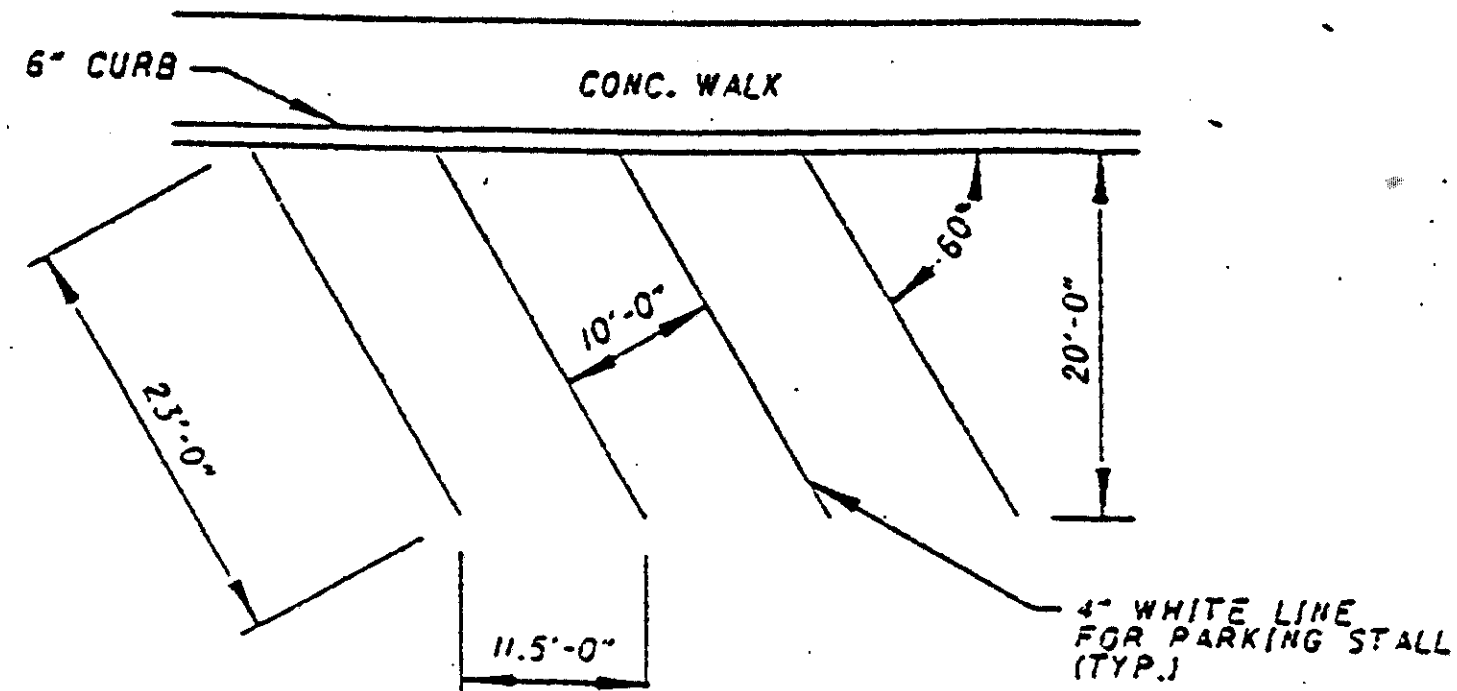 6" CURB
CONC. WALK
60°
10'-0"
20'-0"
23'-0"
11.5'-0"
4" WHITE LINE
FOR PARKING STALL
(TYP.)